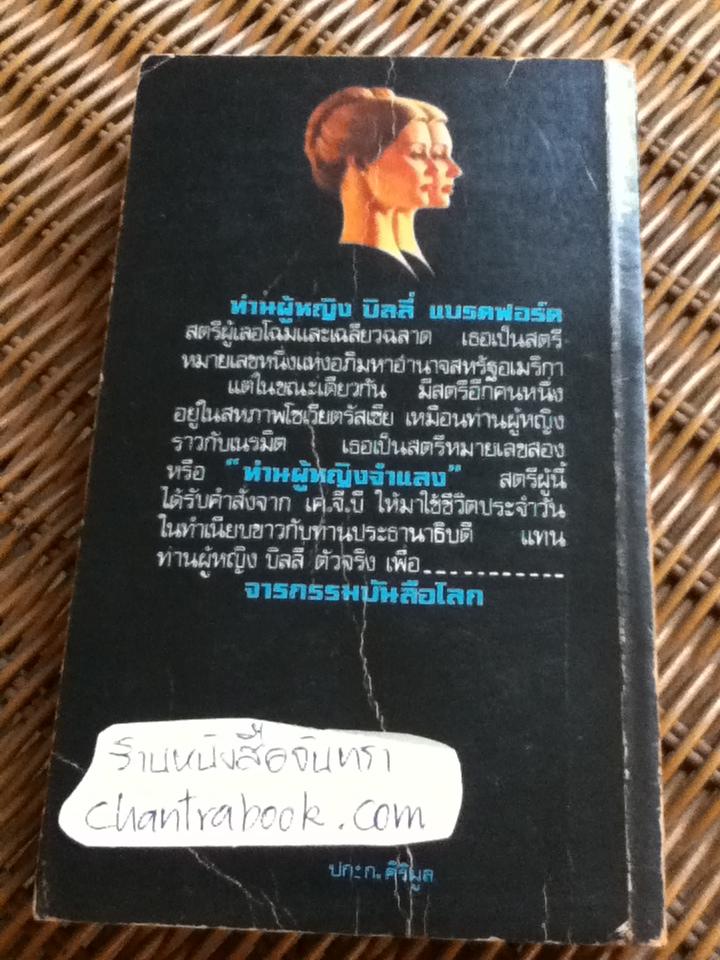 ท่านผู้หญิง บิลลี่ แบรดฟอร์ด
สตรีผู้เลอโฉมและเฉลียวฉลาด เธอเป็นสตรี
หมายเลขหนึ่งแห่งอภิมหาอำนาจสหรัฐอเมริกา
แต่ในขณะเดียวกัน มีสตรีอีกคนหนึ่ง
อยู่ในสหภาพโซเวียตรัสเซีย เหมือนท่านผู้หญิง
ราวกับเนรมิต เธอเป็นสตรีหมายเลขสอง
หรือ "ท่านผู้หญิงจำแลง" สตรีผู้นี้
ได้รับคำสั่งจาก เค.จี.บี ให้มาใช้ชีวิตประจำวัน
ในทำเนียบขาวกับท่านประธานาธิบดี แทน
ท่านผู้หญิง บิลลี่ ตัวจริง เพื่อ............
จารกรรมบันลือโลก
ร้านหนังสือจันทรา
chantrabook.com
ปกะก. ศิริมูล